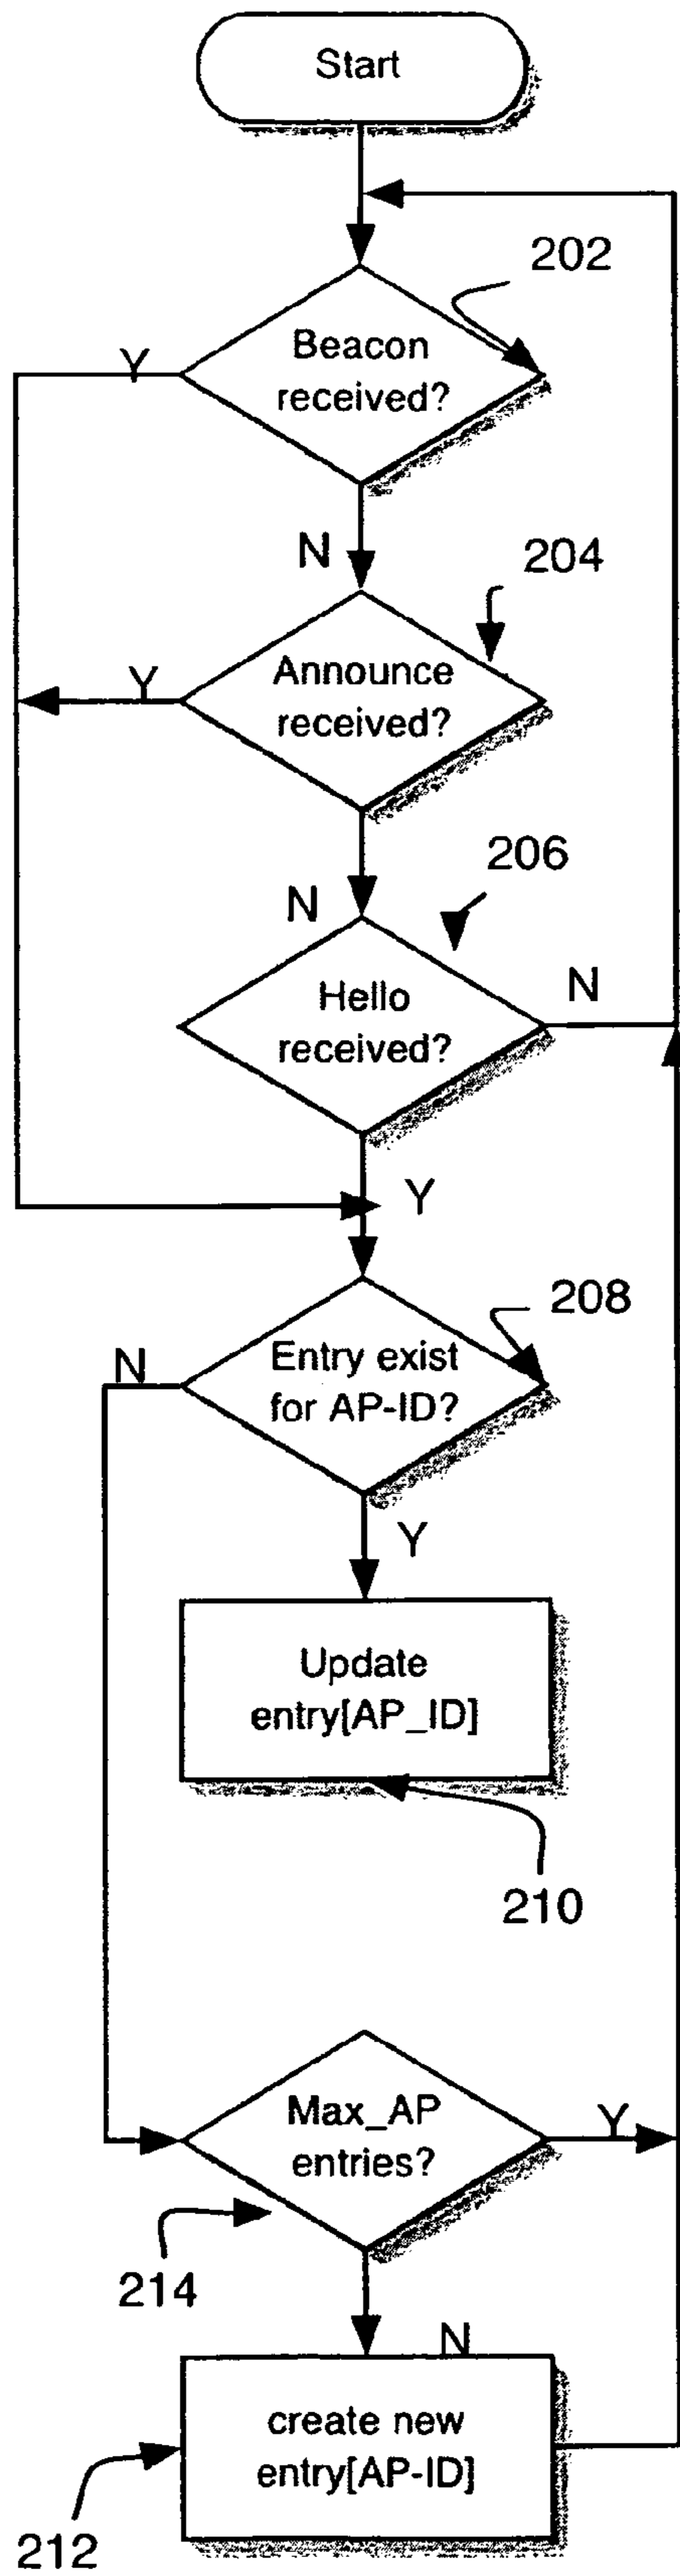 Start
202
Beacon
received?
Y
N
204
Announce
received?
Y
206
N
Hello
received?
N
Y
208
Entry exist
for AP-ID?
N
Y
Update
entry[AP_ID]
210
Max_AP
entries?
Y
214
N
create new
entry[AP-ID]
212